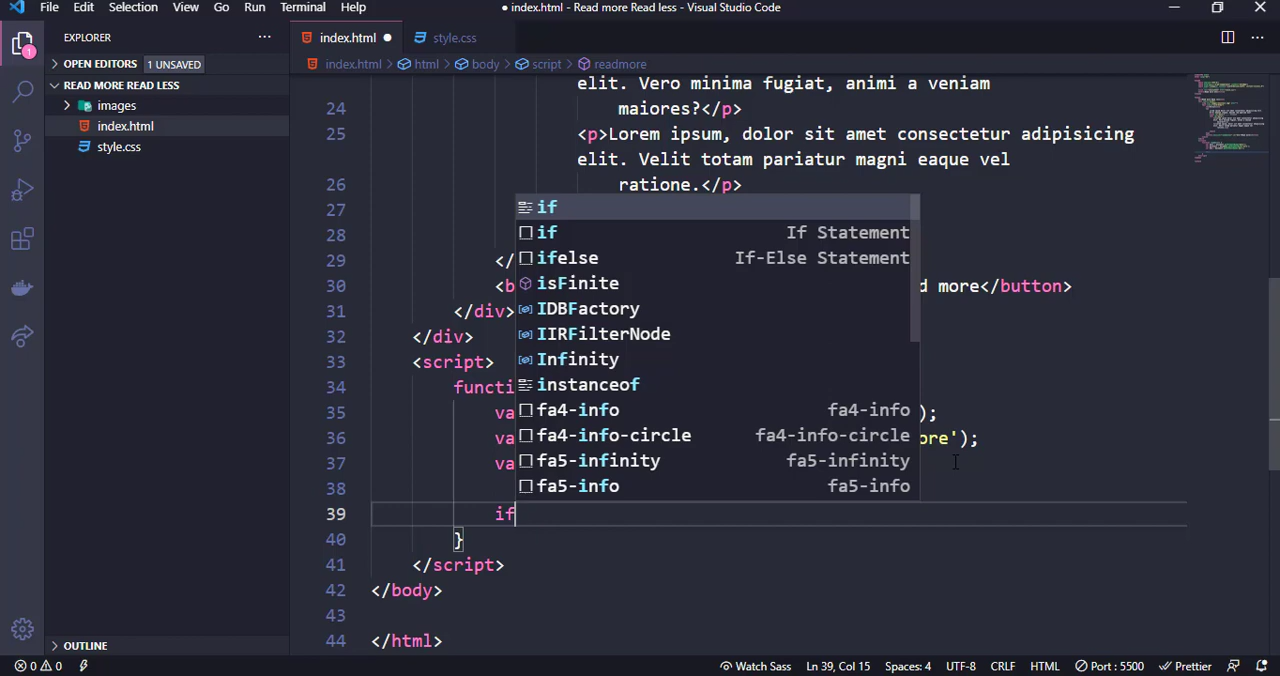 File Edit Selection View Go Run Terminal Help
● index.html - Read more Read less - Visual Studio Code
EXPLORER
OPEN EDITORS 1 UNSAVED
READ MORE READ LESS
images
index.html
style.css
OUTLINE
1
index.html ● style.css
index.html > html > body > script > readmore
elit. Vero minima fugiat, animi a veniam
24 maiores?</p>
25 <p>Lorem ipsum, dolor sit amet consectetur adipisicing
elit. Velit totam pariatur magni eaque vel
26 ratione.</p>
27
28
29 </
30 <b d more</button>
31 </div>
32 </div>
33 <script>
34 functi
35 va );
36 va ore');
37 va
38
39 if
40 }
41 </script>
42 </body>
43
44 </html>
if
if If Statement
ifelse If-Else Statement
isFinite
IDBFactory
IIRFilterNode
Infinity
instanceof
fa4-info fa4-info
fa4-info-circle fa4-info-circle
fa5-infinity fa5-infinity
fa5-info fa5-info
0 0 Watch Sass Ln 39, Col 15 Spaces: 4 UTF-8 CRLF HTML Port : 5500 Prettier